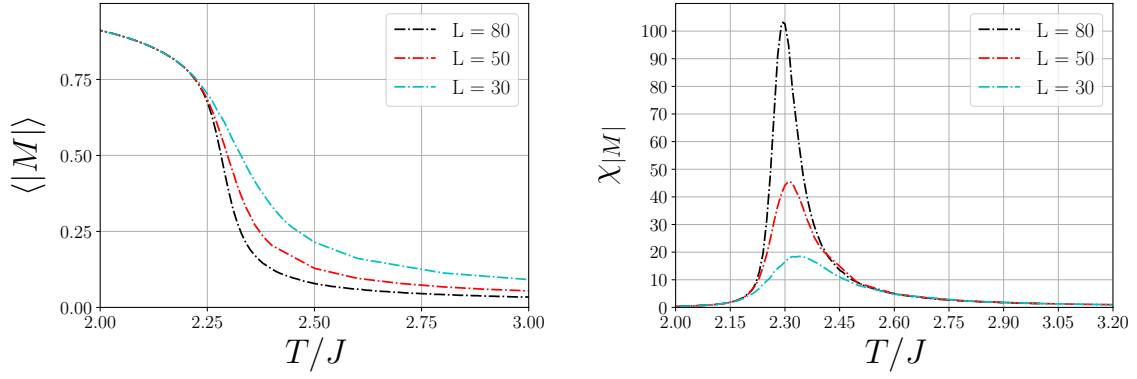 L = 80
L = 50
L = 30
0.75
0.50
0.25
0.00
2.00 2.25 2.50 2.75 3.00
⟨|M|⟩
T/J
L = 80
L = 50
L = 30
100
90
80
70
60
50
40
30
20
10
0
2.00 2.15 2.30 2.45 2.60 2.75 2.90 3.05 3.20
χ|M|
T/J